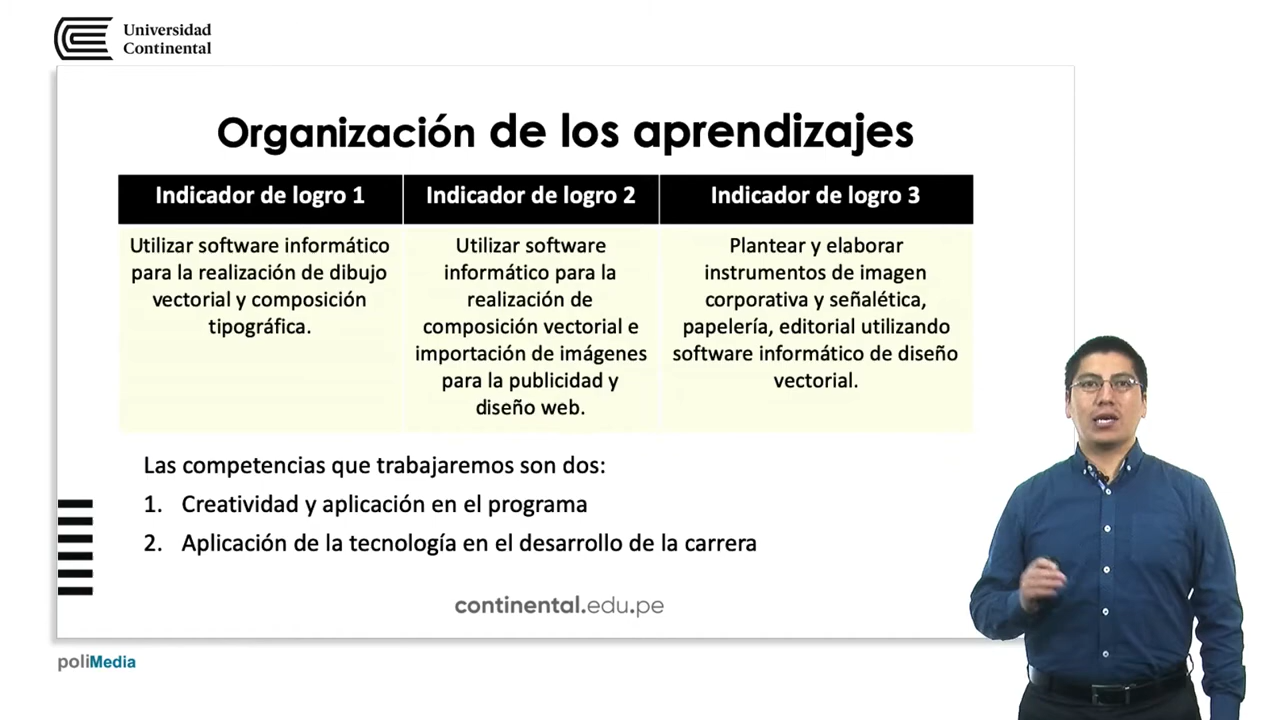 Universidad
Continental
Organización de los aprendizajes
Indicador de logro 1
Indicador de logro 2
Indicador de logro 3
Utilizar software informático
para la realización de dibujo
vectorial y composición
tipográfica.
Utilizar software
informático para la
realización de
composición vectorial e
importación de imágenes
para la publicidad y
diseño web.
Plantear y elaborar
instrumentos de imagen
corporativa y señalética,
papelería, editorial utilizando
software informático de diseño
vectorial.
Las competencias que trabajaremos son dos:
1. Creatividad y aplicación en el programa
2. Aplicación de la tecnología en el desarrollo de la carrera
continental.edu.pe
poliMedia